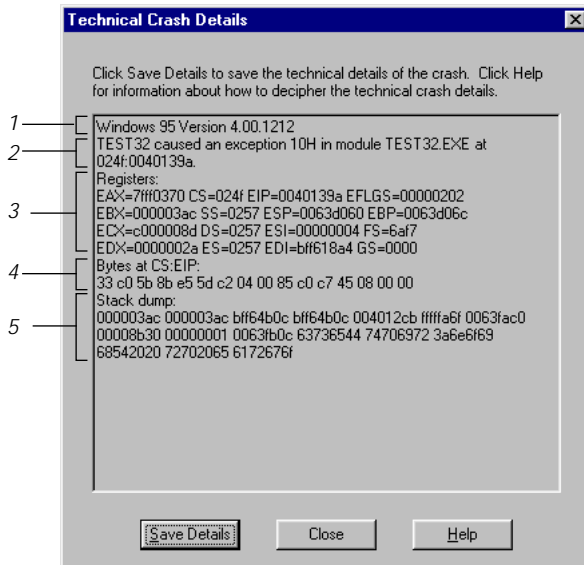 Technical Crash Details
Click Save Details to save the technical details of the crash. Click Help
for information about how to decipher the technical crash details.
1 Windows 95 Version 4.00.1212
2 TEST32 caused an exception 10H in module TEST32.EXE at
024f:0040139a.
3 Registers:
EAX=7fff0370 CS=024f EIP=0040139a EFLGS=00000202
EBX=000003ac SS=0257 ESP=0063d060 EBP=0063d06c
ECX=c000008d DS=0257 ESI=00000004 FS=6af7
EDX=0000002a ES=0257 EDI=bff618a4 GS=0000
4 Bytes at CS:EIP:
33 c0 5b 8b e5 5d c2 04 00 85 c0 c7 45 08 00 00
5 Stack dump:
000003ac 000003ac bff64b0c bff64b0c 004012cb fffffa6f 0063fac0
00008b30 00000001 0063fb0c 63736544 74706972 3a6e6f69
68542020 72702065 6172676f
Save Details
Close
Help